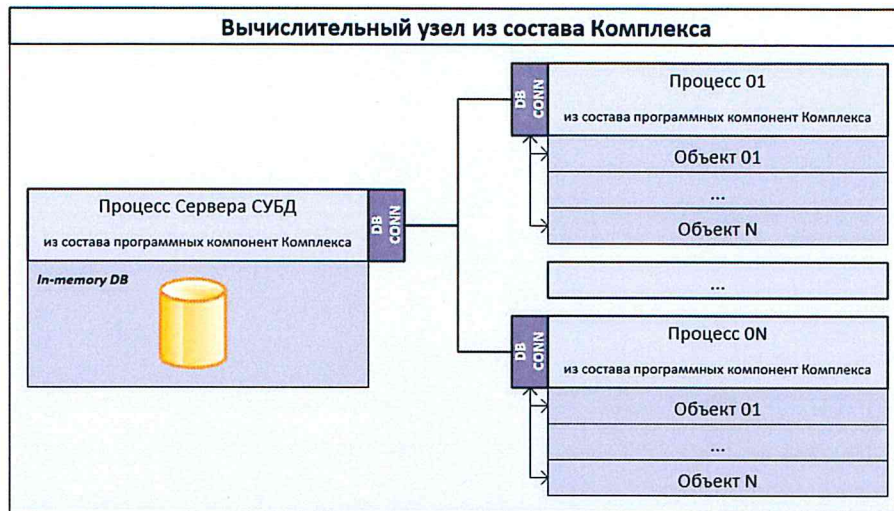 Вычислительный узел из состава Комплекса
DB
CONN
Процесс 01
из состава программных компонент Комплекса
Объект 01
...
Объект N
Процесс Сервера СУБД
из состава программных компонент Комплекса
DB
CONN
In-memory DB
...
DB
CONN
Процесс 0N
из состава программных компонент Комплекса
Объект 01
...
Объект N